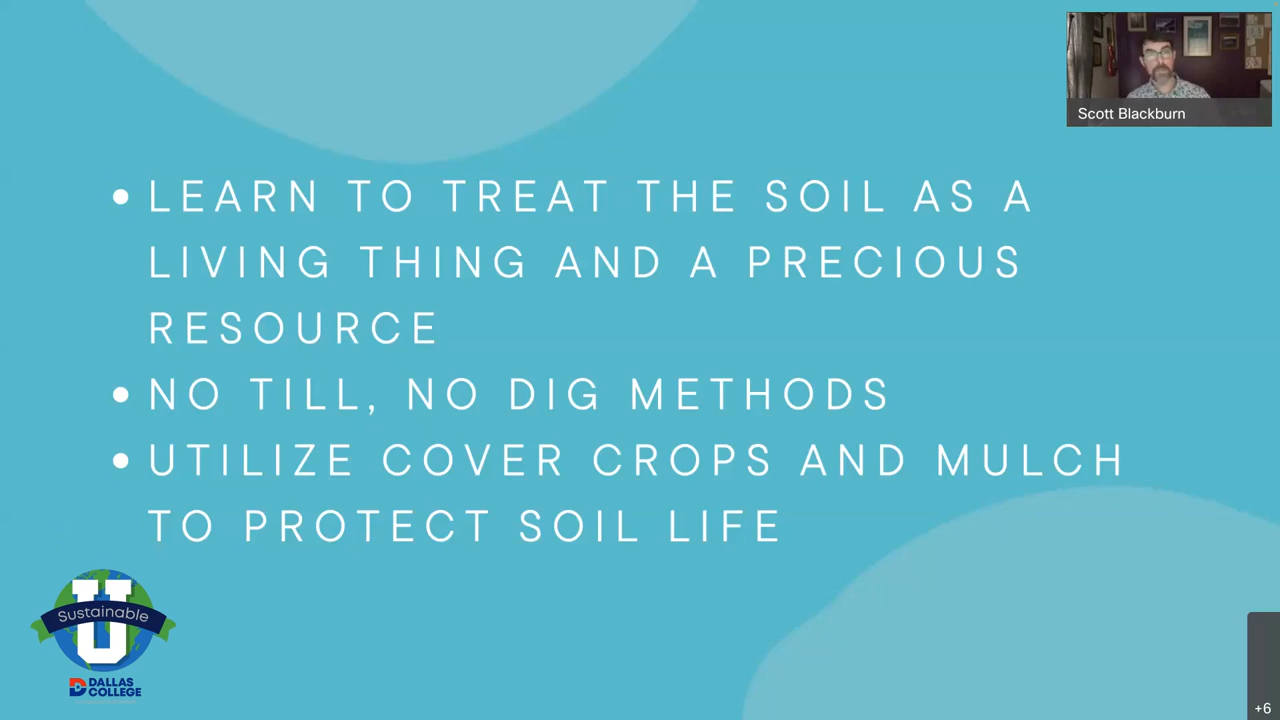 Scott Blackburn
• LEARN TO TREAT THE SOIL AS A
LIVING THING AND A PRECIOUS
RESOURCE
• NO TILL, NO DIG METHODS
• UTILIZE COVER CROPS AND MULCH
TO PROTECT SOIL LIFE
U
Sustainable
DALLAS
COLLEGE
+6